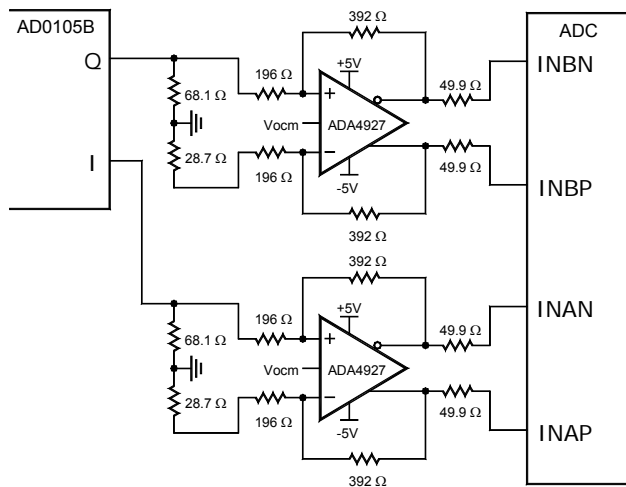 AD0105B
Q
I
68.1 Ω
28.7 Ω
196 Ω
196 Ω
392 Ω
+5V
+
Vocm
ADA4927
−
-5V
392 Ω
49.9 Ω
49.9 Ω
ADC
INBN
INBP
68.1 Ω
28.7 Ω
196 Ω
196 Ω
392 Ω
+5V
+
Vocm
ADA4927
−
-5V
392 Ω
49.9 Ω
49.9 Ω
INAN
INAP